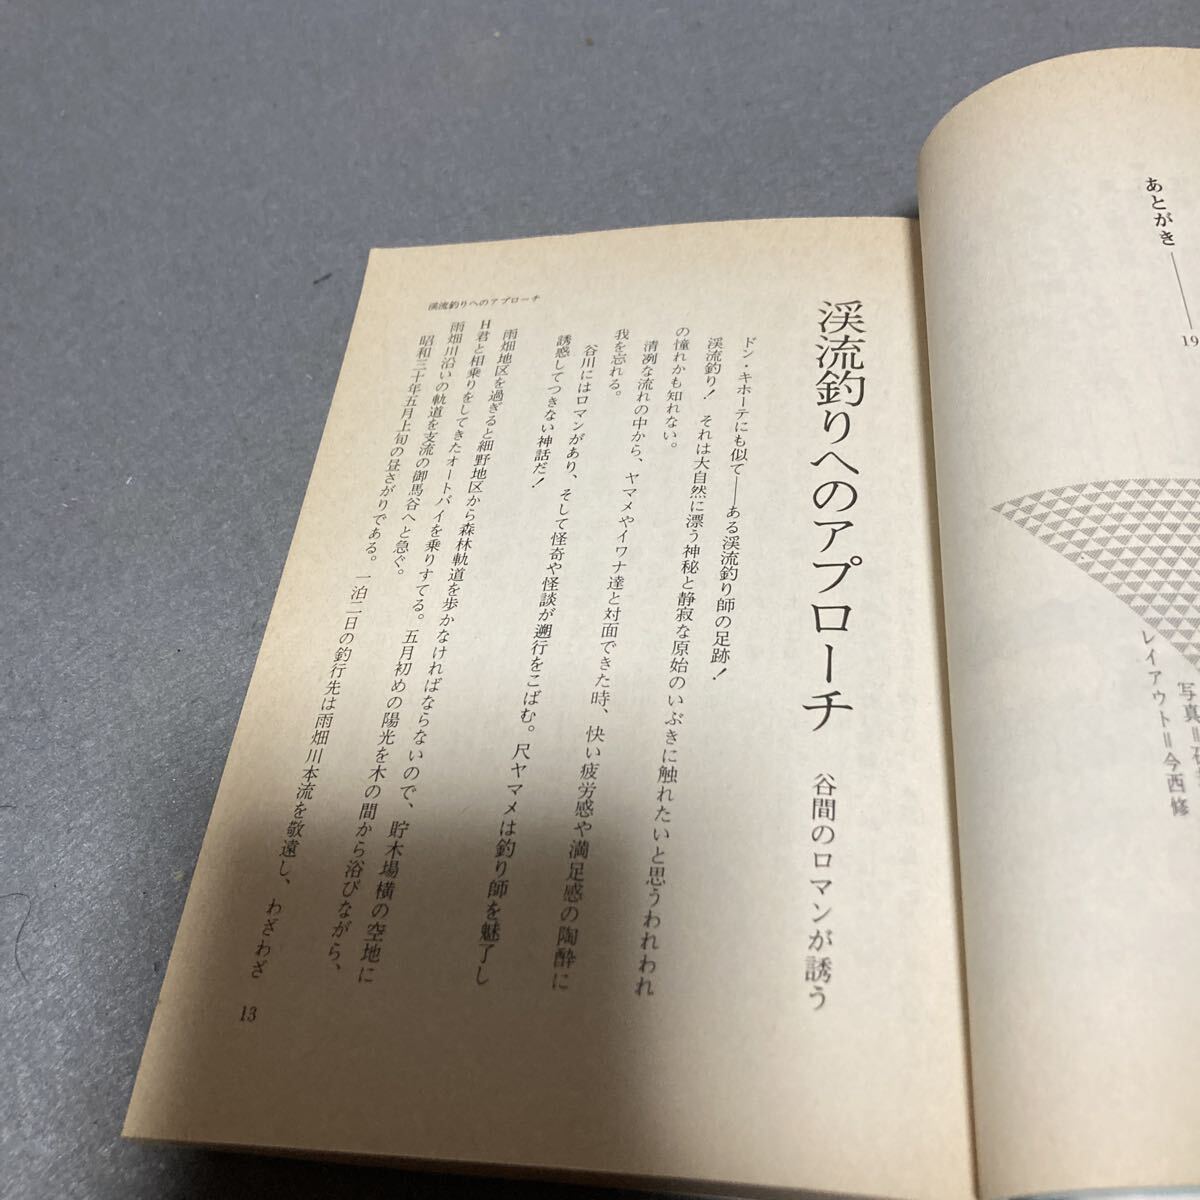 あとがき
19
写真＝
レイアウト＝今西 修
渓流釣りへのアプローチ 谷間のロマンが誘う
ドン・キホーテにも似て――ある渓流釣り師の足跡！
渓流釣り！ それは大自然に漂う神秘と静寂な原始のいぶきに触れたいと思うわれわれ
の憧れかも知れない。
清冽な流れの中から、ヤマメやイワナ達と対面できた時、快い疲労感や満足感の陶酔に
我を忘れる。
谷川にはロマンがあり、そして怪奇や怪談が遡行をこばむ。尺ヤマメは釣り師を魅了し
誘惑してつきない神話だ！
雨畑地区を過ぎると細野地区から森林軌道を歩かなければならないので、貯木場横の空地に
H君と相乗りをしてきたオートバイを乗りすてる。五月初めの陽光を木の間から浴びながら、
雨畑川沿いの軌道を支流の御馬谷へと急ぐ。
昭和三十年五月上旬の昼さがりである。一泊二日の釣行先は雨畑川本流を敬遠し、わざわざ
渓流釣りへのアプローチ
13